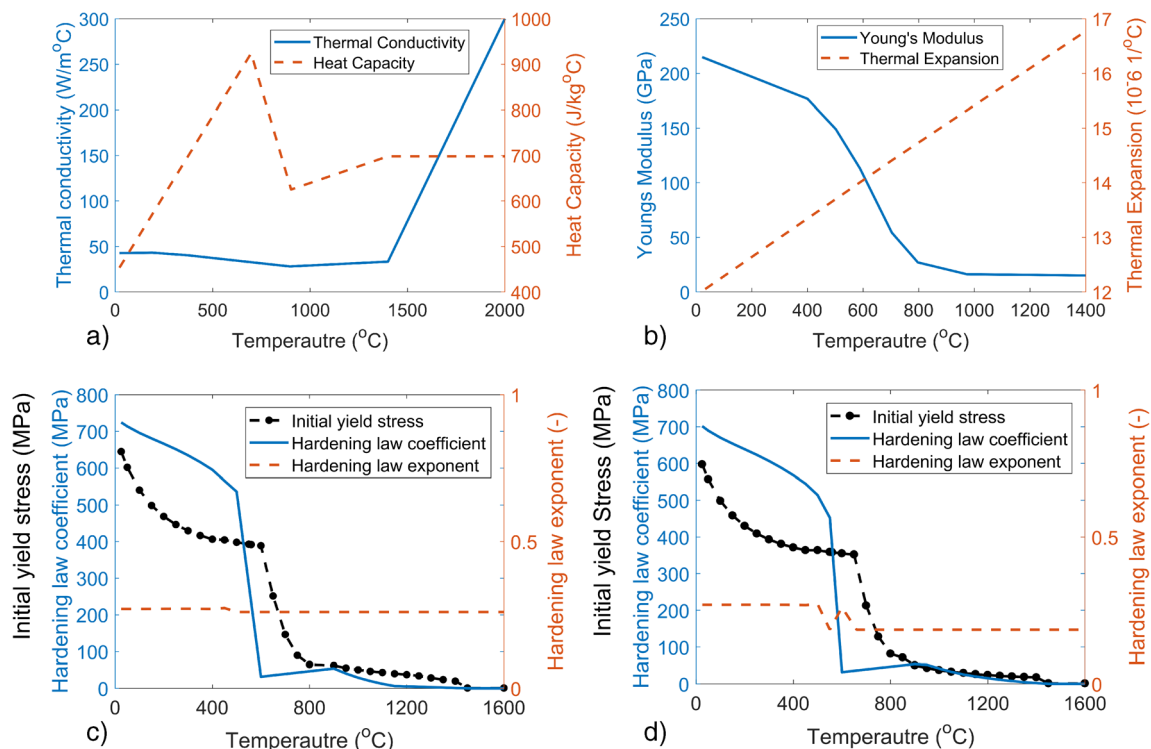 300
250
200
150
100
50
0
Thermal conductivity (W/m°C)
Thermal Conductivity
Heat Capacity
1000
900
800
700
600
500
400
Heat Capacity (J/kg°C)
0 500 1000 1500 2000
Temperautre (°C)
a)
250
200
150
100
50
0
Youngs Modulus (GPa)
Young's Modulus
Thermal Expansion
17
16
15
14
13
12
Thermal Expansion (10-6 1/°C)
0 200 400 600 800 1000 1200 1400
Temperautre (°C)
b)
Initial yield stress (MPa)
Hardening law coefficient (MPa)
800
700
600
500
400
300
200
100
0
Initial yield stress
Hardening law coefficient
Hardening law exponent
1
0.5
0
Hardening law exponent (-)
0 400 800 1200 1600
Temperautre (°C)
c)
Initial yield Stress (MPa)
Hardening law coefficient (MPa)
800
700
600
500
400
300
200
100
0
Initial yield stress
Hardening law coefficient
Hardening law exponent
1
0.5
0
Hardening law exponent (-)
0 400 800 1200 1600
Temperautre (°C)
d)